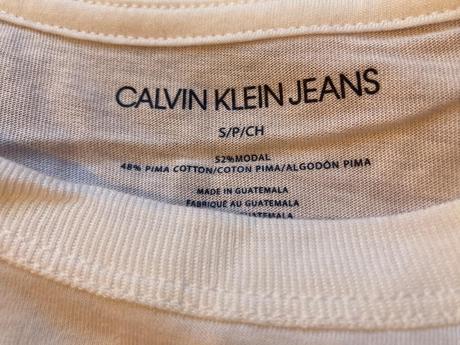 CALVIN KLEIN JEANS
S/P/CH
52%MODAL
48% PIMA COTTON/COTON PIMA/ALGODÓN PIMA
MADE IN GUATEMALA
FABRIQUÉ AU GUATEMALA
GUATEMALA